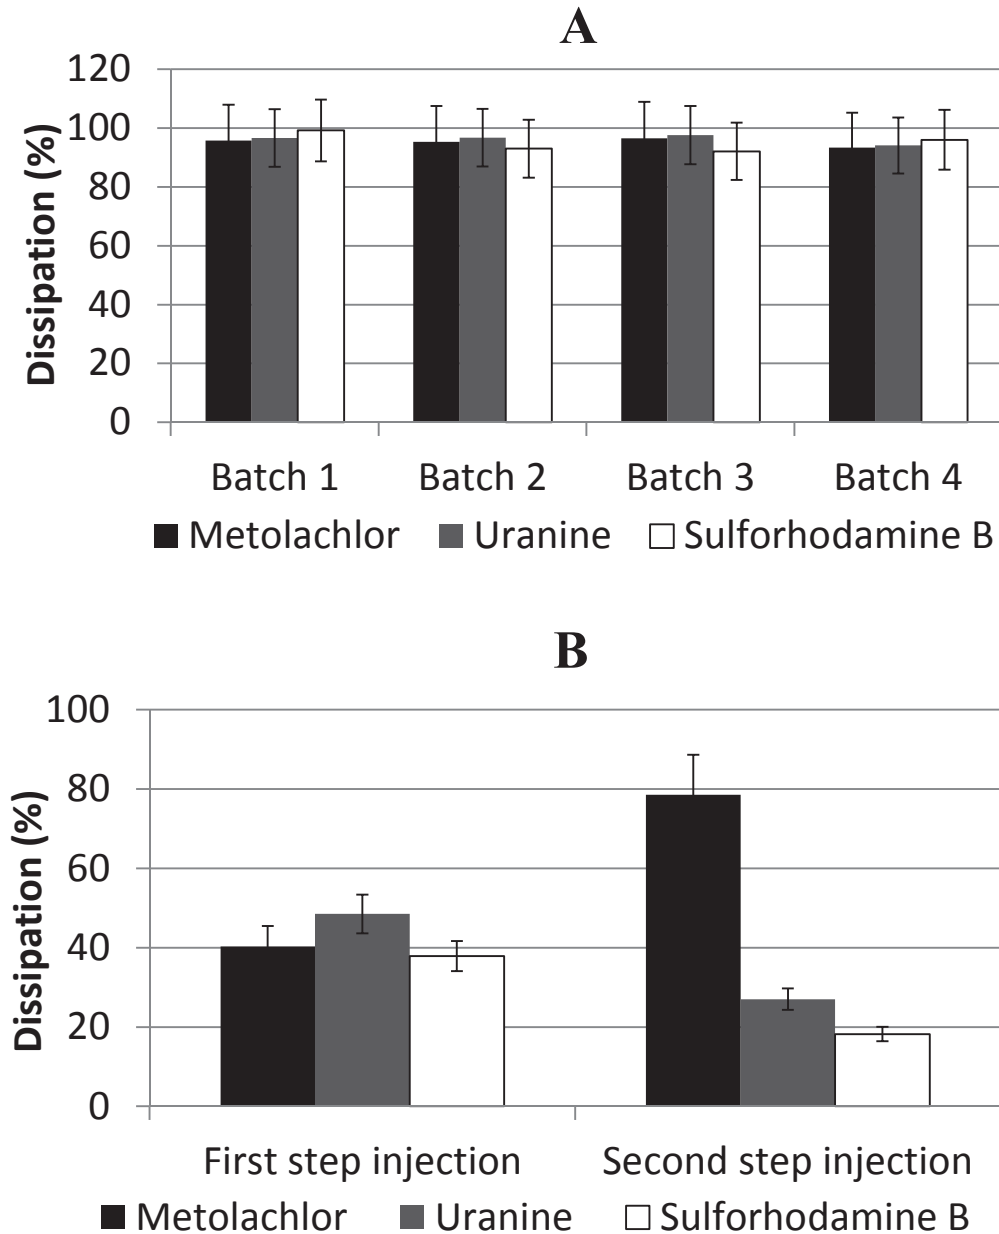 A
Dissipation (%)
120
100
80
60
40
20
0
Batch 1 Batch 2 Batch 3 Batch 4
Metolachlor Uranine Sulforhodamine B
B
Dissipation (%)
100
80
60
40
20
0
First step injection Second step injection
Metolachlor Uranine Sulforhodamine B